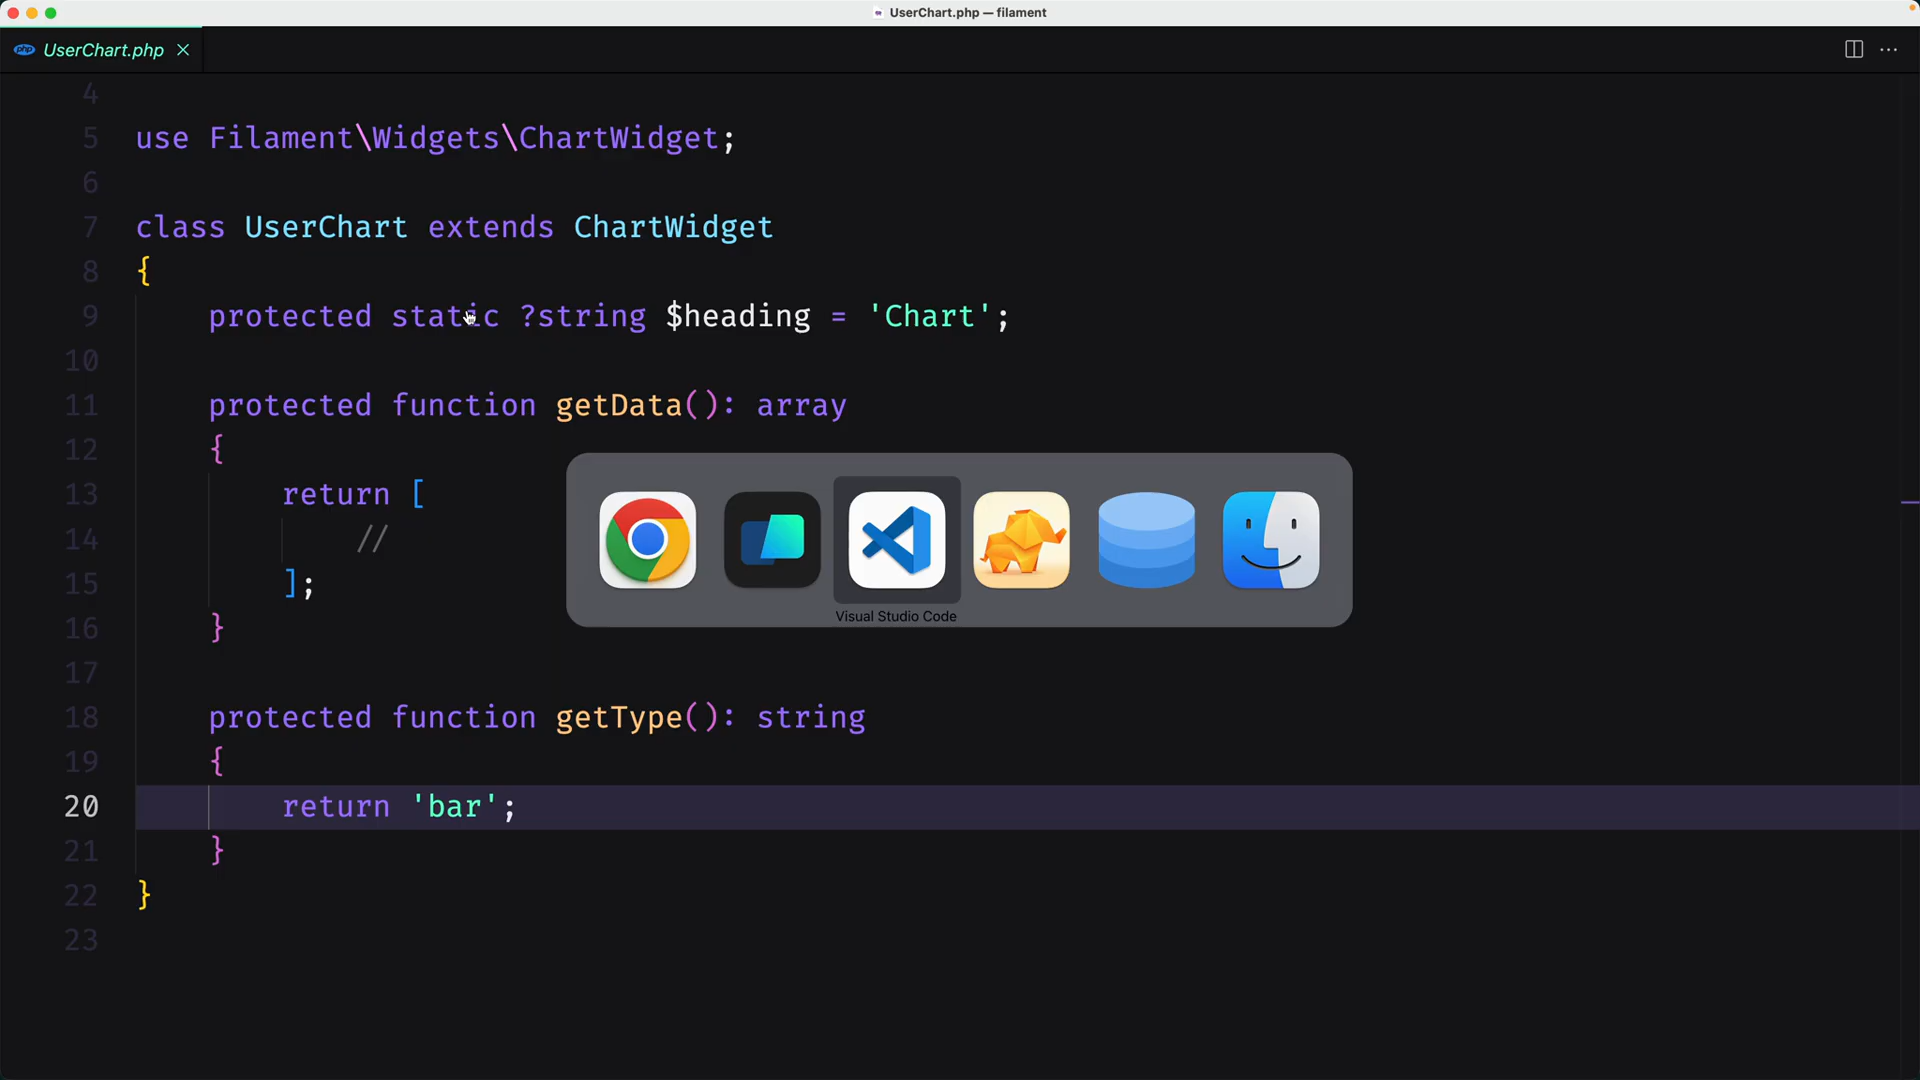 UserChart.php — filament
php UserChart.php
4
5 use Filament\Widgets\ChartWidget;
6
7 class UserChart extends ChartWidget
8 {
9 protected static ?string $heading = 'Chart';
10
11 protected function getData(): array
12 {
13 return [
14 //
15 ];
16 }
17
18 protected function getType(): string
19 {
20 return 'bar';
21 }
22 }
23
Visual Studio Code